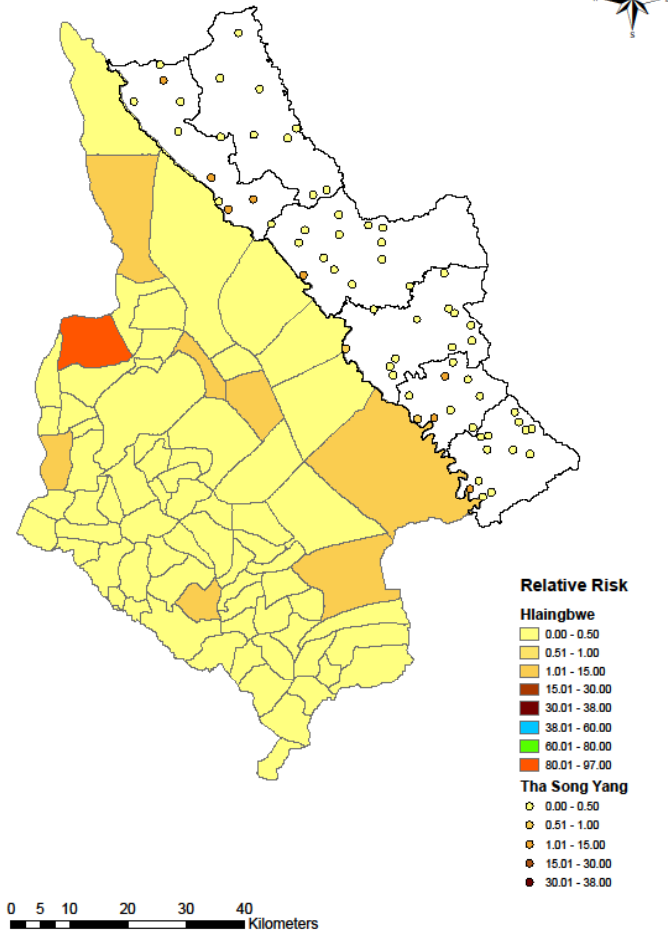 S
Relative Risk
Hlaingbwe
0.00 - 0.50
0.51 - 1.00
1.01 - 15.00
15.01 - 30.00
30.01 - 38.00
38.01 - 60.00
60.01 - 80.00
80.01 - 97.00
Tha Song Yang
0.00 - 0.50
0.51 - 1.00
1.01 - 15.00
15.01 - 30.00
30.01 - 38.00
0 5 10 20 30 40
Kilometers